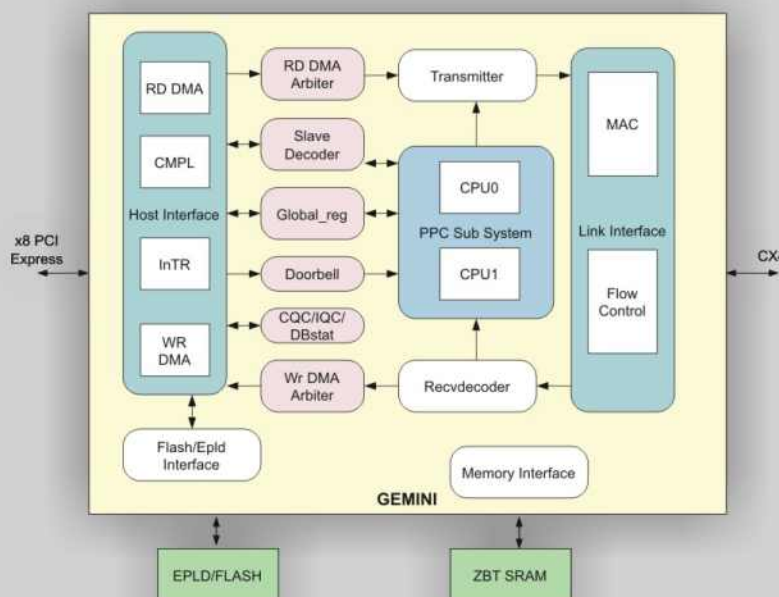 RD DMA
CMPL
Host Interface
InTR
WR
DMA
RD DMA
Arbiter
Slave
Decoder
Global_reg
Doorbell
CQC/IQC/
DBstat
Wr DMA
Arbiter
Transmitter
CPU0
PPC Sub System
CPU1
Recvdecoder
MAC
Link Interface
Flow
Control
x8 PCI
Express
Flash/Epld
Interface
Memory Interface
GEMINI
EPLD/FLASH
ZBT SRAM